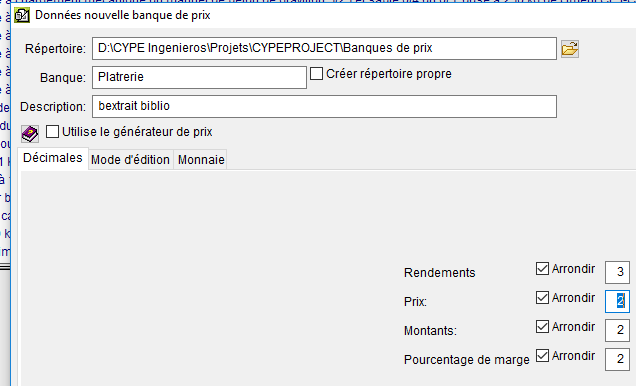 Données nouvelle banque de prix
Répertoire: D:\CYPE Ingenieros\Projets\CYPEPROJECT\Banques de prix
Banque: Platrerie Créer répertoire propre
Description: bextrait biblio
Utilise le générateur de prix
Décimales Mode d'édition Monnaie
Rendements Arrondir 3
Prix: Arrondir 2
Montants: Arrondir 2
Pourcentage de marge Arrondir 2